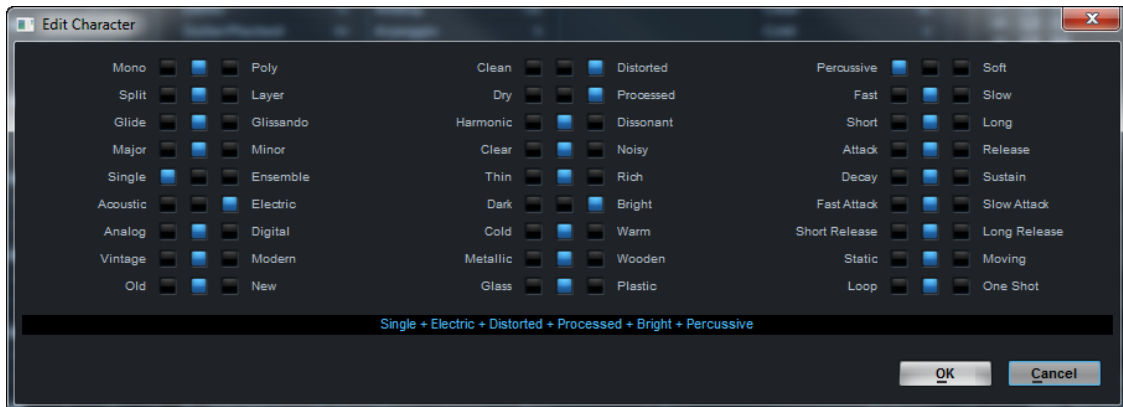 Edit Character
Mono Poly Clean Distorted Percussive Soft
Split Layer Dry Processed Fast Slow
Glide Glissando Harmonic Dissonant Short Long
Major Minor Clear Noisy Attack Release
Single Ensemble Thin Rich Decay Sustain
Acoustic Electric Dark Bright Fast Attack Slow Attack
Analog Digital Cold Warm Short Release Long Release
Vintage Modern Metallic Wooden Static Moving
Old New Glass Plastic Loop One Shot
Single + Electric + Distorted + Processed + Bright + Percussive
OK Cancel